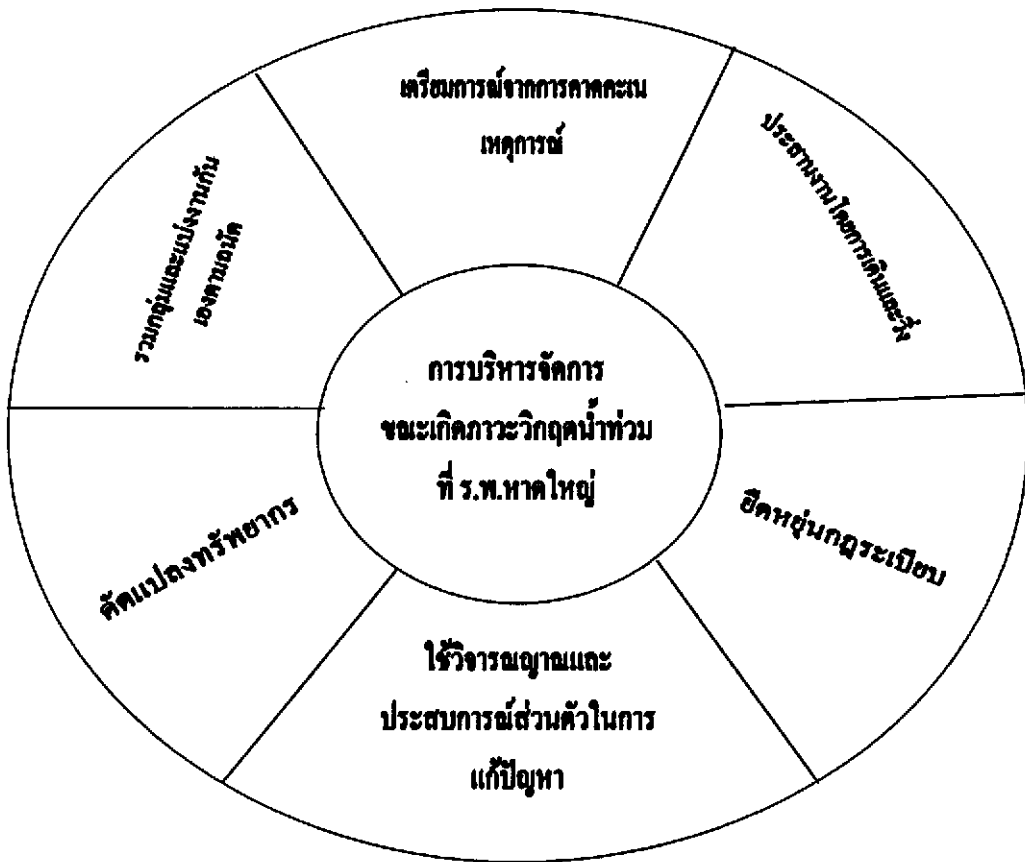 เตรียมการณ์จากการคาดคะเน
เหตุการณ์
ประสานงานโดยการเดินและวิ่ง
รวมกลุ่มและแบ่งงานกัน
เองตามถนัด
การบริหารจัดการ
ขณะเกิดภาวะวิกฤตน้ำท่วม
ที่ ร.พ.หาดใหญ่
ยืดหยุ่นกฎระเบียบ
ดัดแปลงทรัพยากร
ใช้วิจารณญาณและ
ประสบการณ์ส่วนตัวในการ
แก้ปัญหา